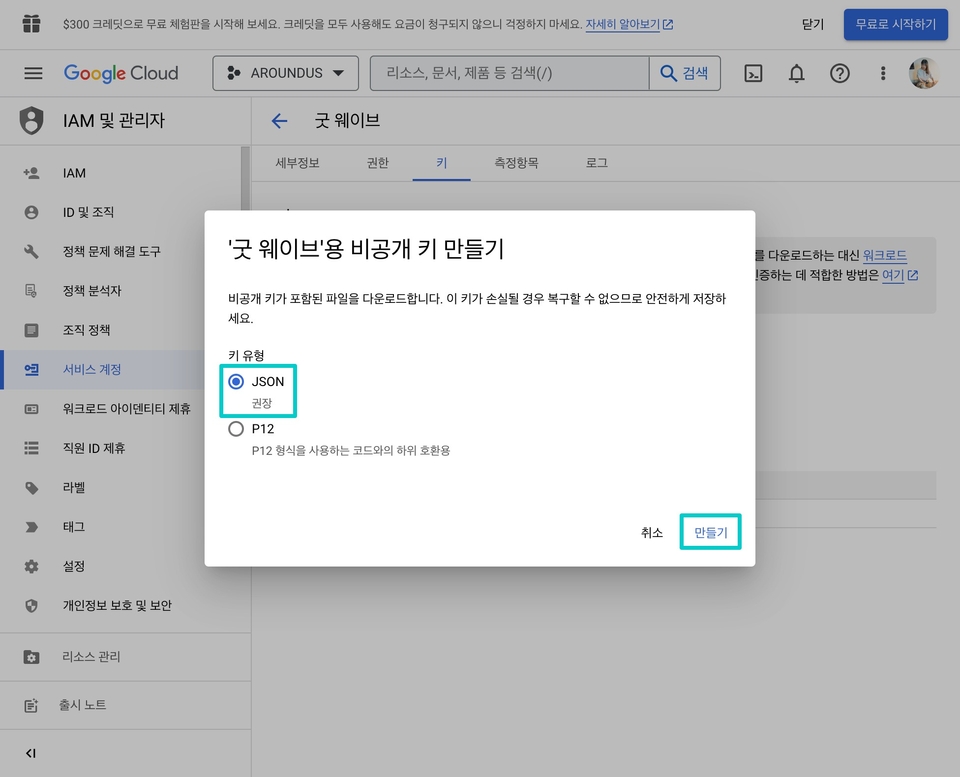 $300 크레딧으로 무료 체험판을 시작해 보세요. 크레딧을 모두 사용해도 요금이 청구되지 않으니 걱정하지 마세요. 자세히 알아보기
닫기
무료로 시작하기
Google Cloud
AROUNDUS
리소스, 문서, 제품 등 검색(/)
검색
IAM 및 관리자
굿 웨이브
세부정보
권한
키
측정항목
로그
IAM
ID 및 조직
정책 문제 해결 도구
정책 분석자
조직 정책
서비스 계정
워크로드 아이덴티티 제휴
직원 ID 제휴
라벨
태그
설정
개인정보 보호 및 보안
리소스 관리
출시 노트
를 다운로드하는 대신 워크로드
증하는 데 적합한 방법은 여기
'굿 웨이브'용 비공개 키 만들기
비공개 키가 포함된 파일을 다운로드합니다. 이 키가 손실될 경우 복구할 수 없으므로 안전하게 저장하
세요.
키 유형
JSON
권장
P12
P12 형식을 사용하는 코드와의 하위 호환용
취소
만들기